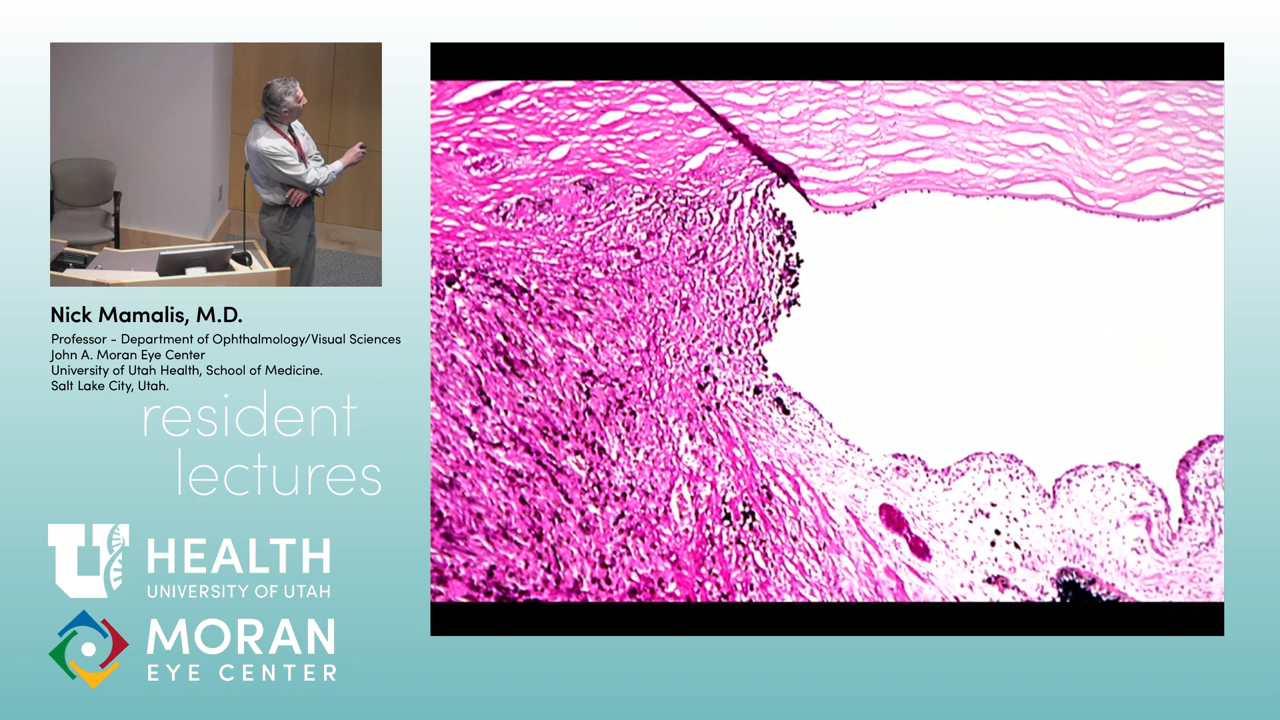 Nick Mamalis, M.D.
Professor - Department of Ophthalmology/Visual Sciences
John A. Moran Eye Center
University of Utah Health, School of Medicine.
Salt Lake City, Utah.
resident
lectures
U HEALTH
UNIVERSITY OF UTAH
MORAN
EYE CENTER